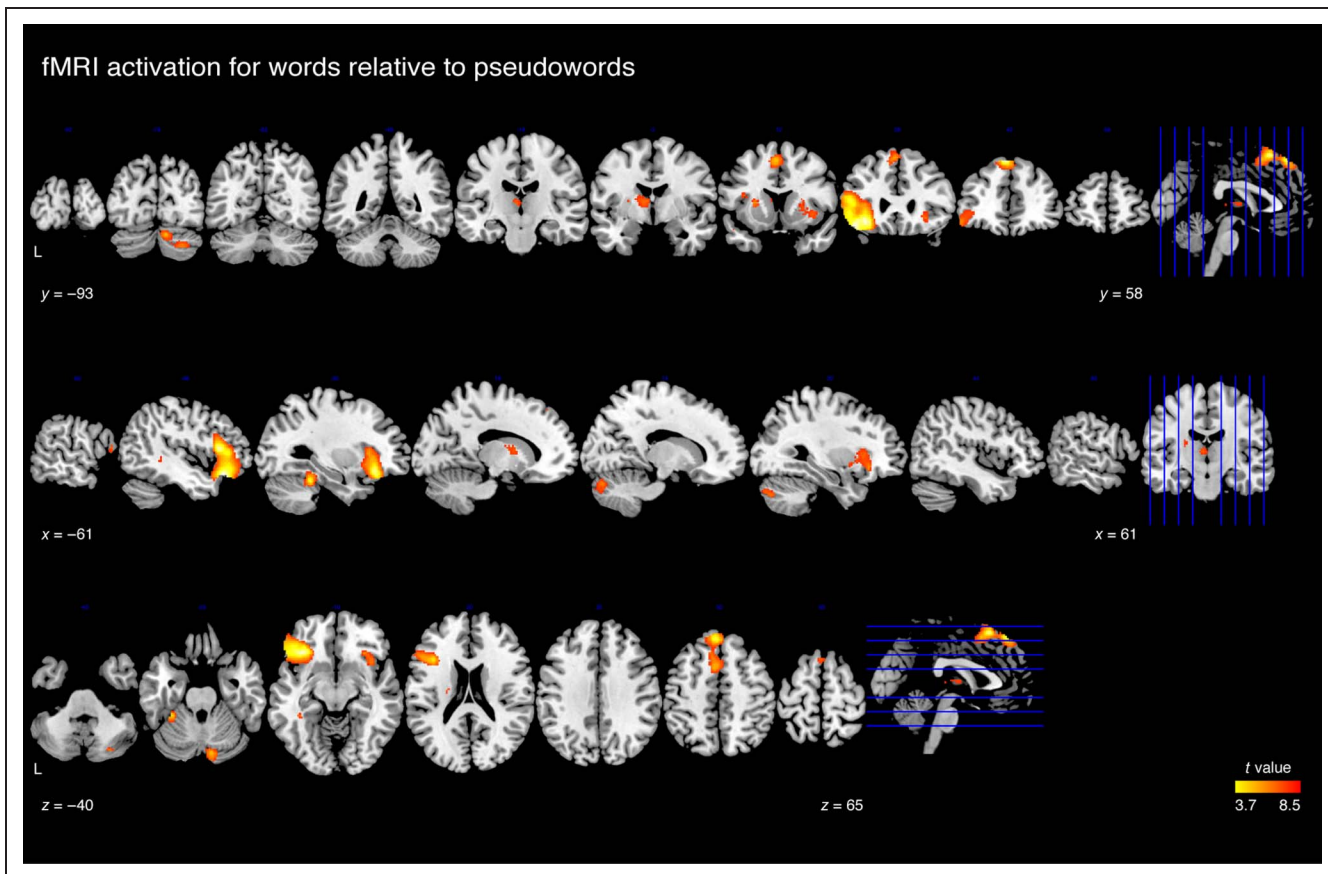 fMRI activation for words relative to pseudowords
L
y = −93
y = 58
x = −61
x = 61
L
t value
3.7 8.5
z = −40
z = 65